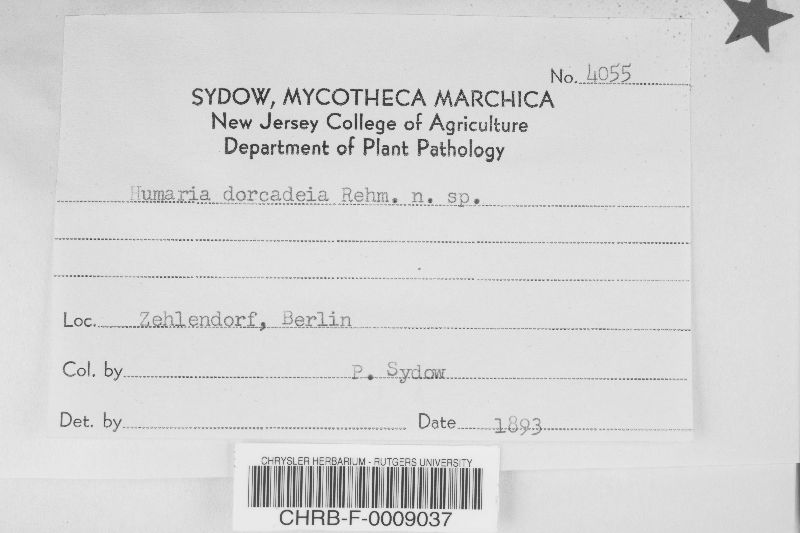 No. 4055
SYDOW, MYCOTHECA MARCHICA
New Jersey College of Agriculture
Department of Plant Pathology
Humaria dorcadeia Rehm. n. sp.
Loc. Zehlendorf, Berlin
Col. by P. Sydow
Det. by Date 1893
CHRYSLER HERBARIUM - RUTGERS UNIVERSITY
CHRB-F-0009037